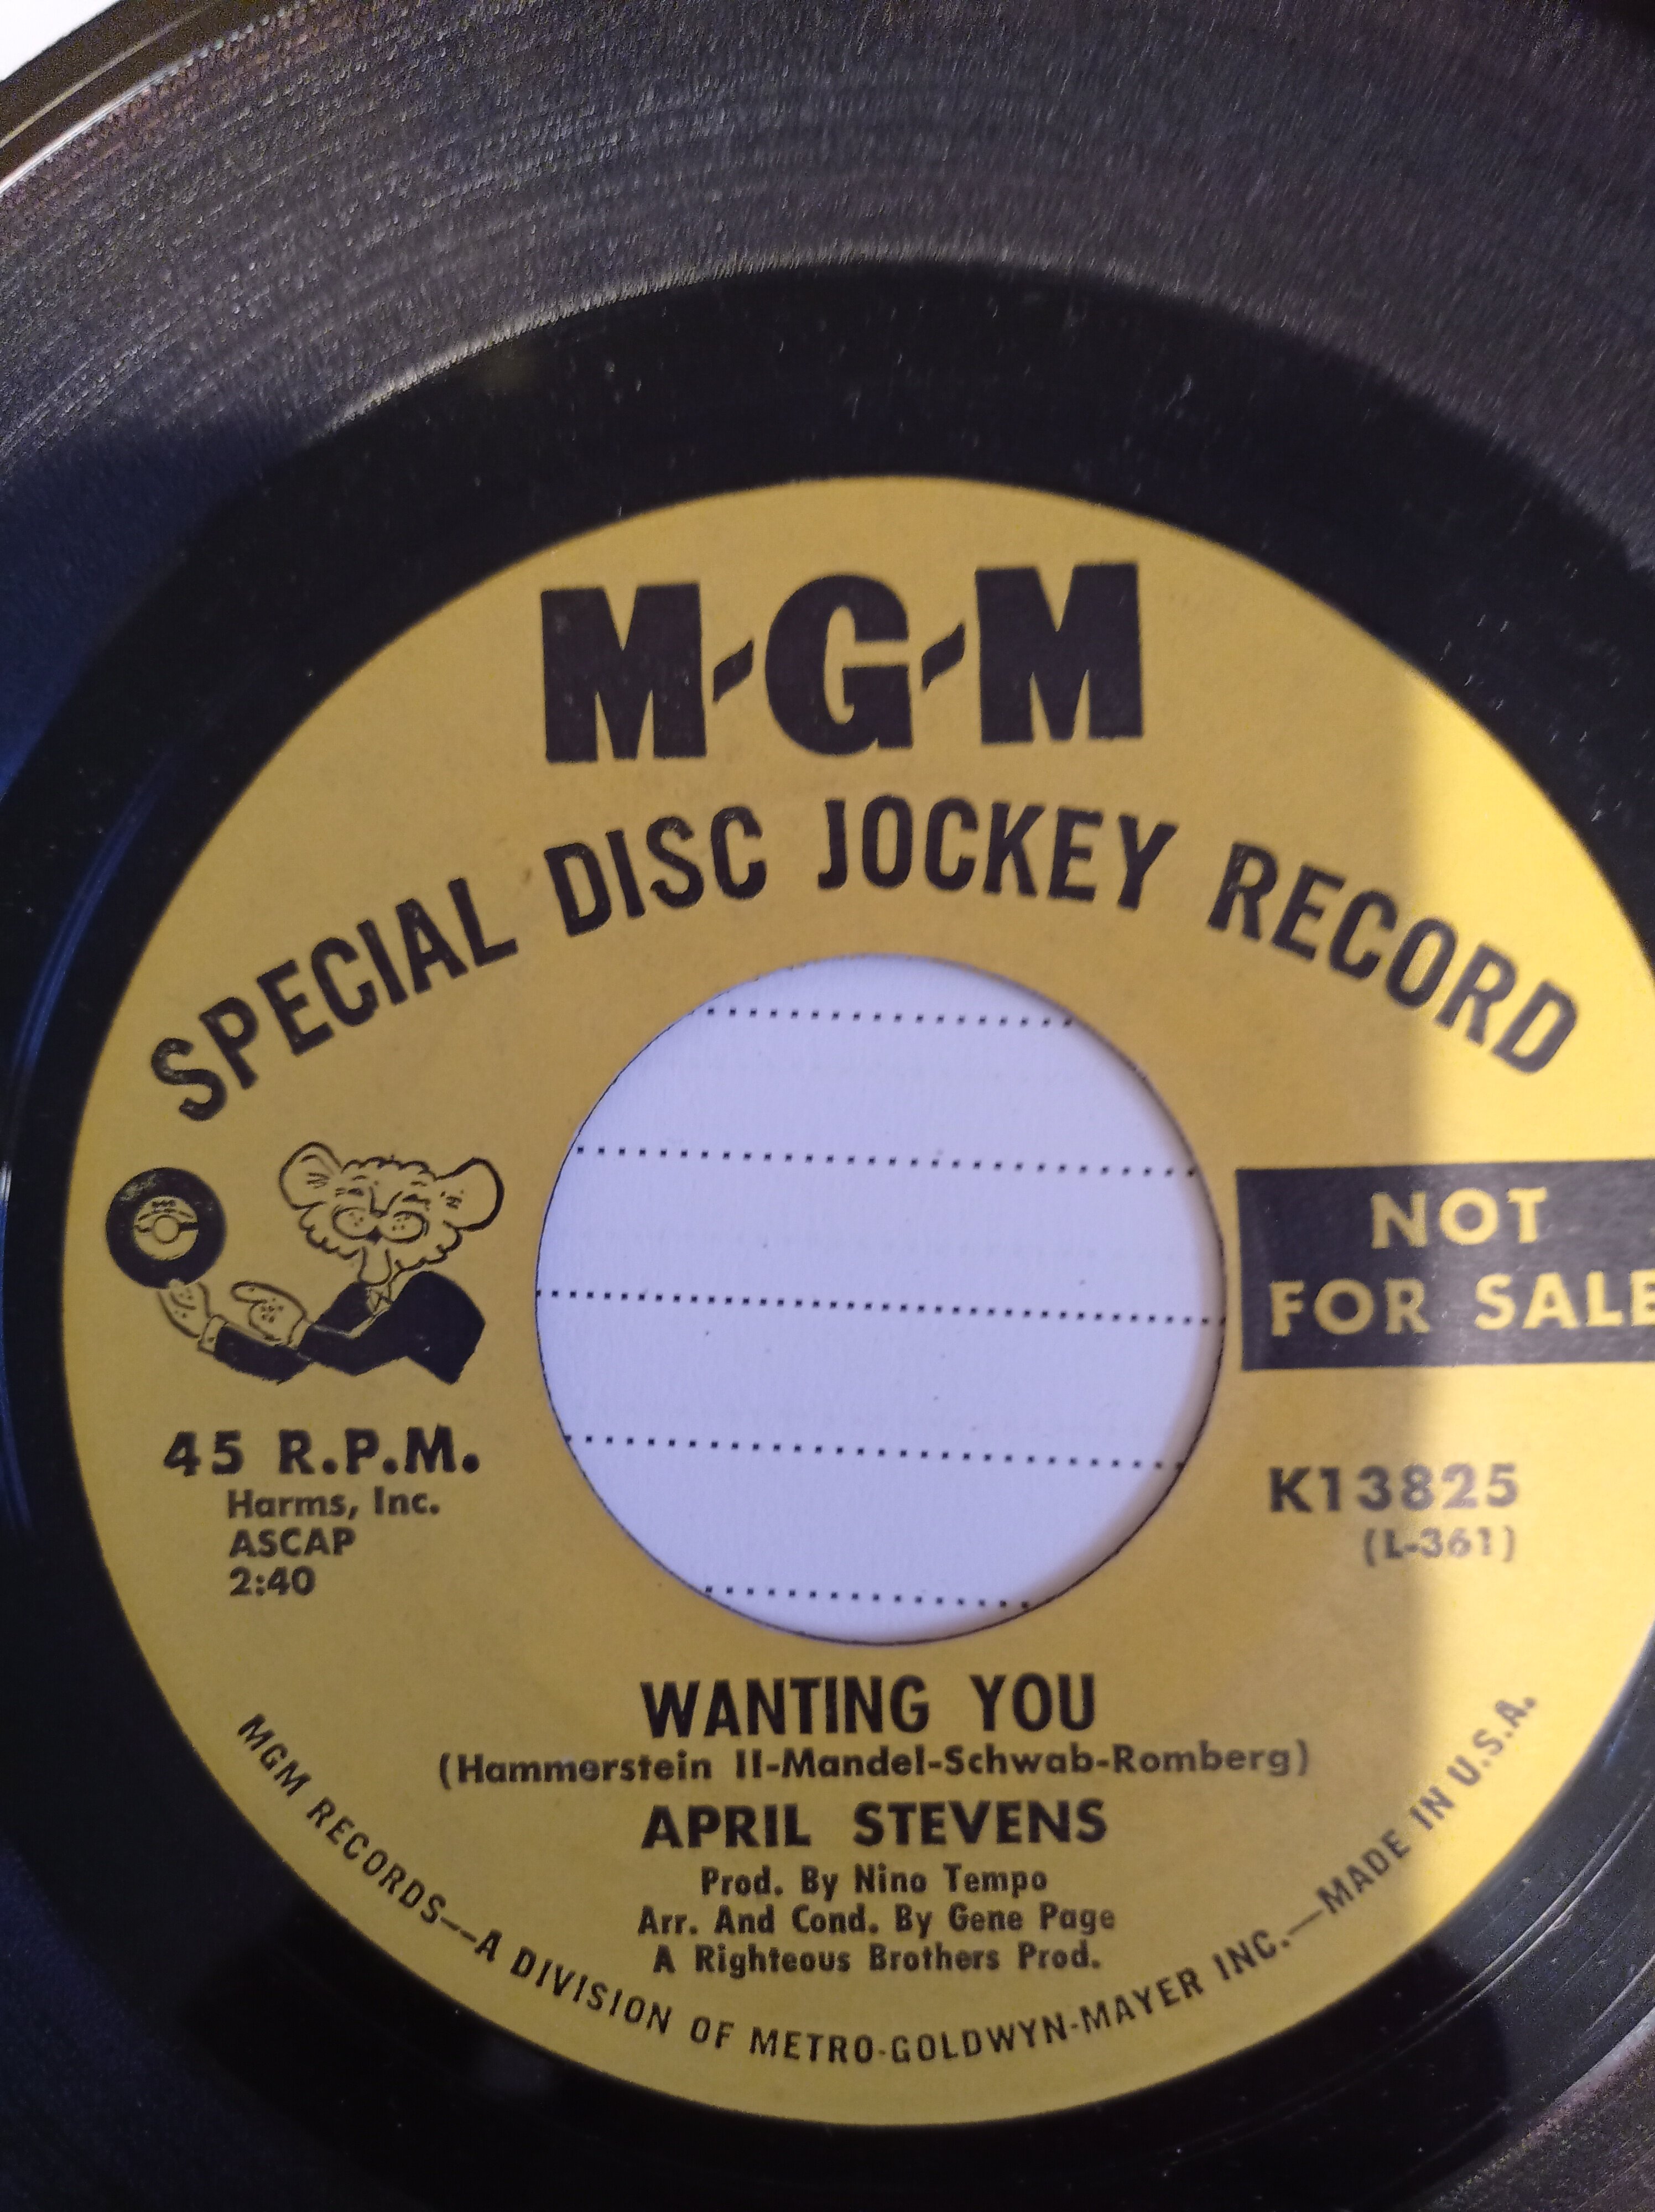 M-G-M
SPECIAL DISC JOCKEY RECORD
NOT
FOR SALE
45 R.P.M.
Harms, Inc.
ASCAP
2:40
K13825
(L-361)
WANTING YOU
(Hammerstein II-Mandel-Schwab-Romberg)
APRIL STEVENS
Prod. By Nino Tempo
Arr. And Cond. By Gene Page
A Righteous Brothers Prod.
MGM RECORDS—A DIVISION OF METRO-GOLDWYN-MAYER INC.—MADE IN U.S.A.